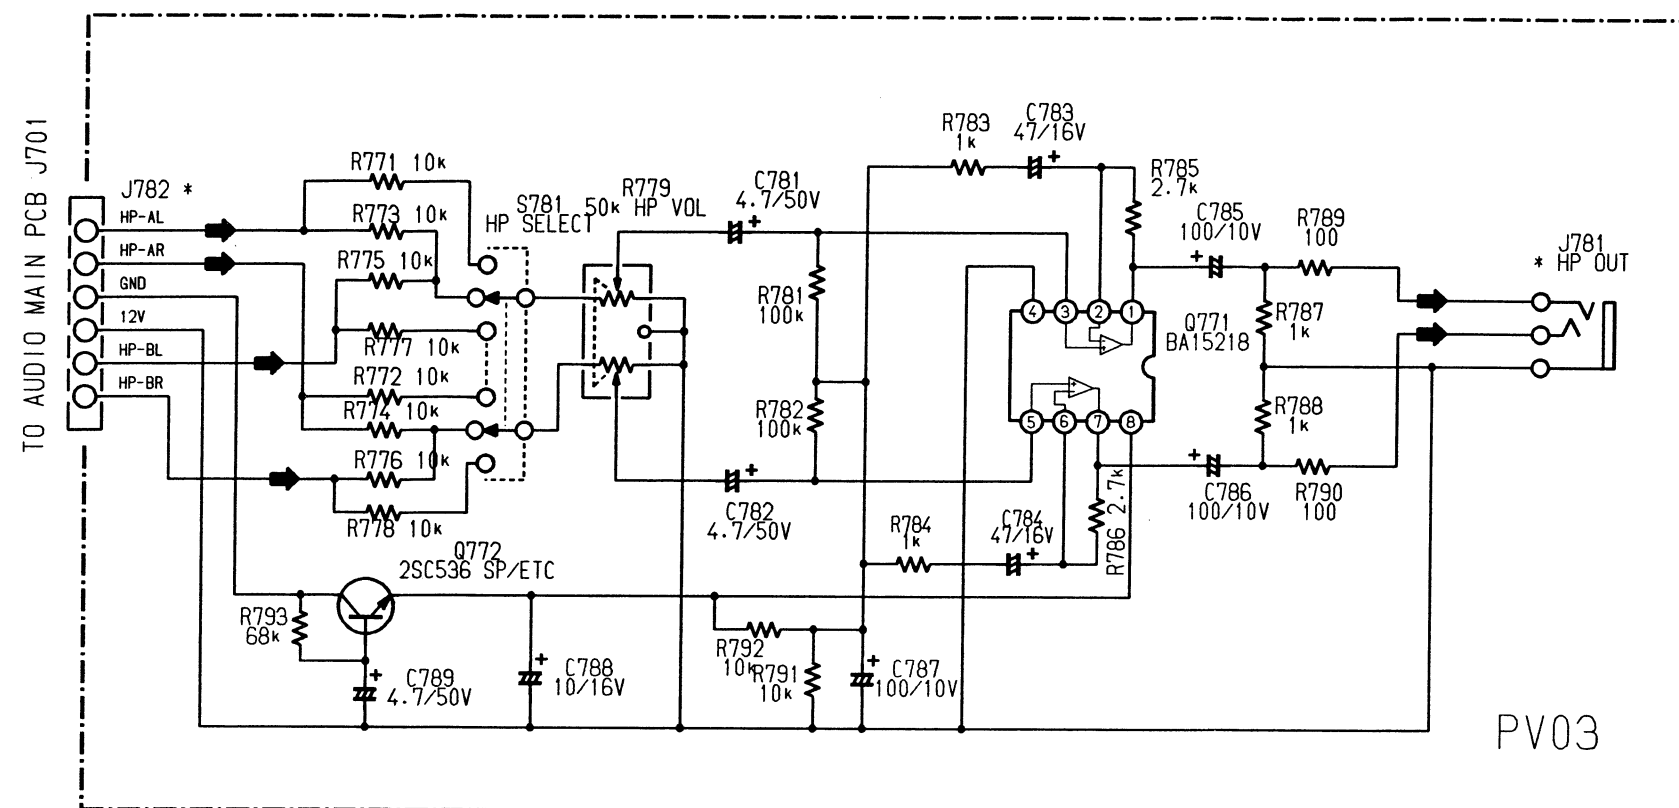 TO AUDIO MAIN PCB J701
J782 *
HP-AL
HP-AR
GND
12V
HP-BL
HP-BR
R771 10k
R773 10k
R775 10k
R777 10k
R772 10k
R774 10k
R776 10k
R778 10k
S781
HP SELECT
R779
50k HP VOL
C781
4.7/50V
R781
100k
R782
100k
C782
4.7/50V
R783
1k
C783
47/16V
R785
2.7k
4 3 2 1
Q771
BA15218
5 6 7 8
C785
100/10V
R789
100
J781
* HP OUT
R787
1k
R788
1k
C786
100/10V
R790
100
R784
1k
C784
47/16V
R786 2.7k
Q772
2SC536 SP/ETC
R793
68k
C789
4.7/50V
C788
10/16V
R792
10k
R791
10k
C787
100/10V
PV03